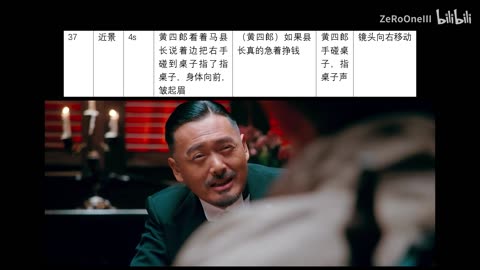 ZeRoOneIII bilibili
37 近景 4s 黄四郎看着马县 （黄四郎）如果县 黄四郎 镜头向右移动
长说着边把右手 长真的急着挣钱 手碰桌
碰到桌子指了指 子，指
桌子，身体向前， 桌子声
皱起眉